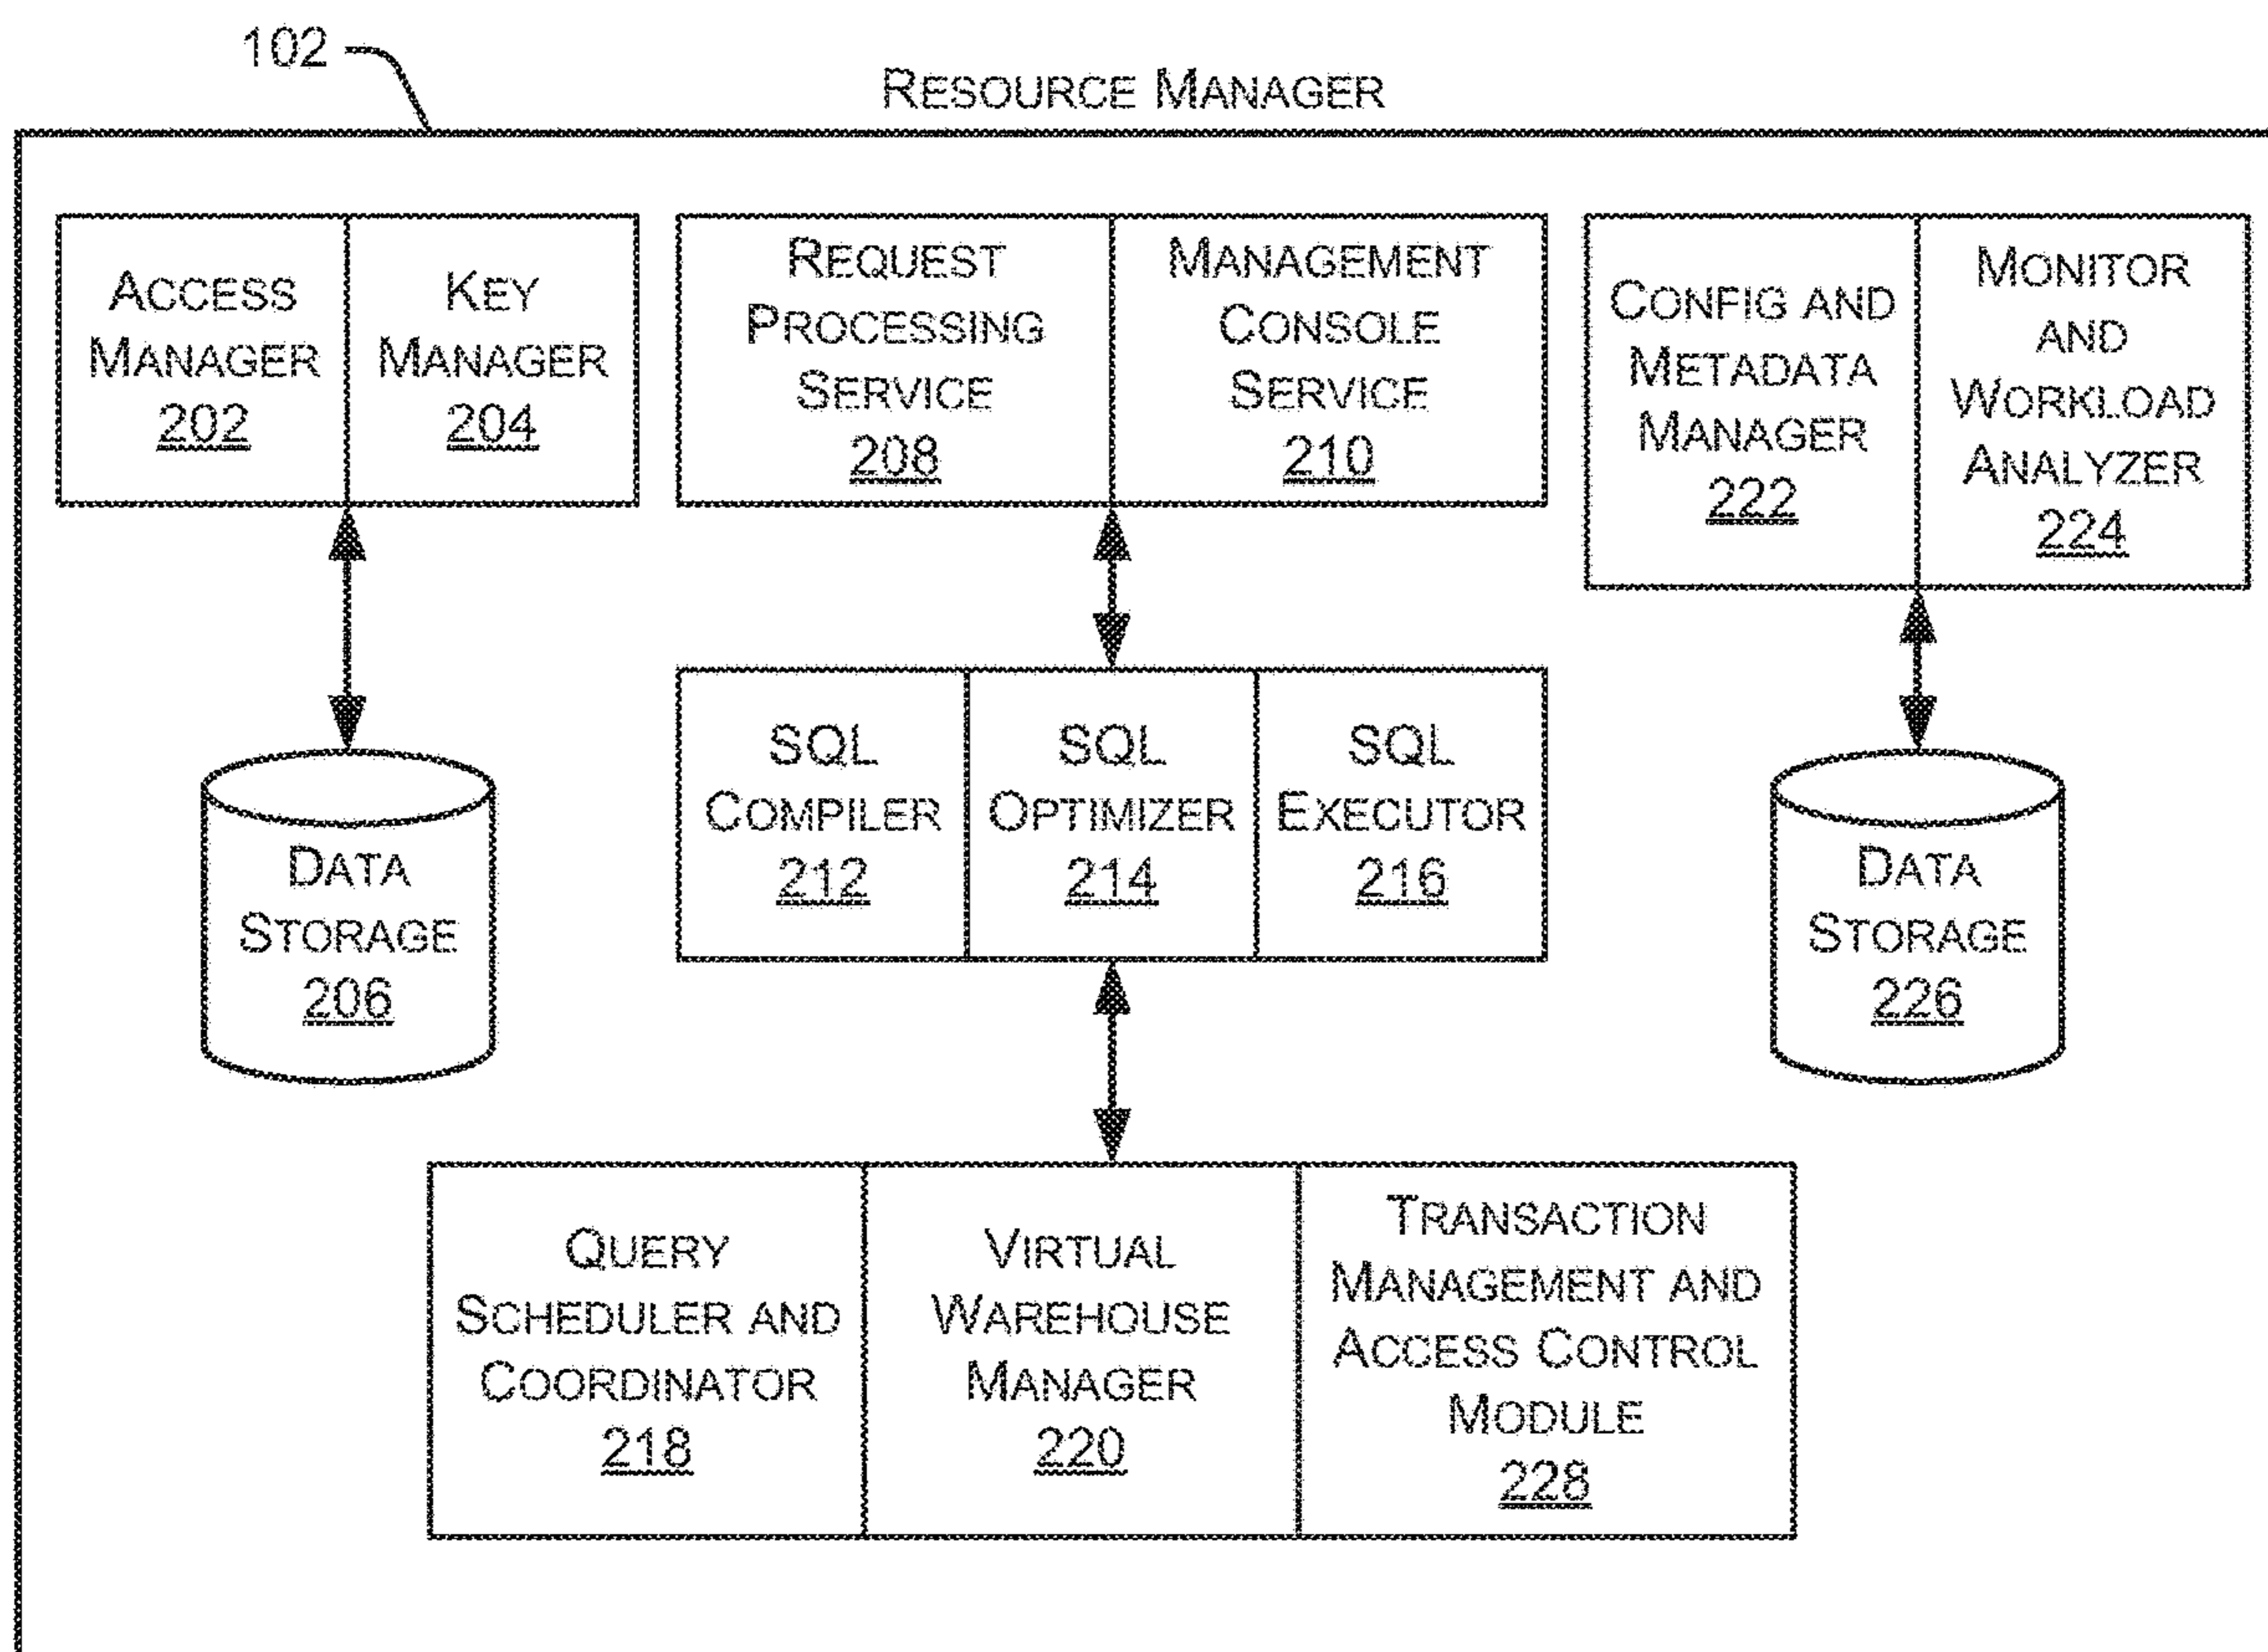 102
RESOURCE MANAGER
ACCESS
MANAGER
202
KEY
MANAGER
204
REQUEST
PROCESSING
SERVICE
208
MANAGEMENT
CONSOLE
SERVICE
210
CONFIG AND
METADATA
MANAGER
222
MONITOR
AND
WORKLOAD
ANALYZER
224
DATA
STORAGE
206
SQL
COMPILER
212
SQL
OPTIMIZER
214
SQL
EXECUTOR
216
DATA
STORAGE
226
QUERY
SCHEDULER AND
COORDINATOR
218
VIRTUAL
WAREHOUSE
MANAGER
220
TRANSACTION
MANAGEMENT AND
ACCESS CONTROL
MODULE
228